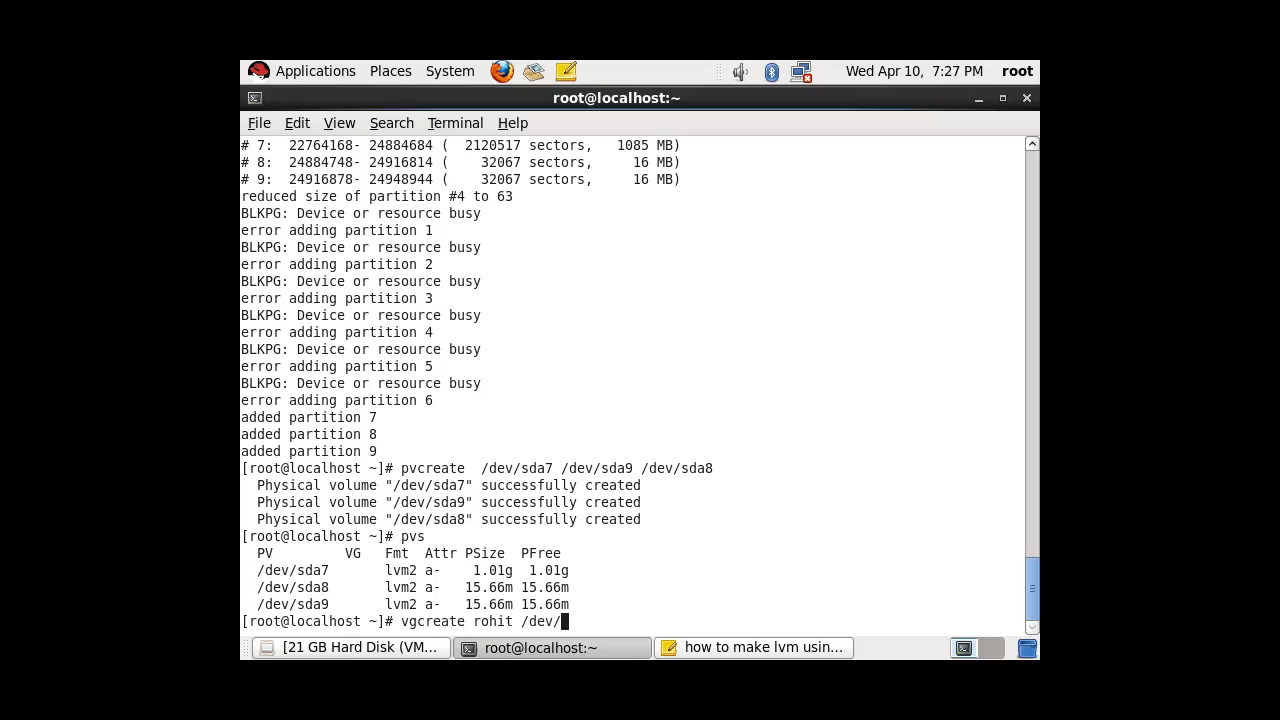 Applications Places System Wed Apr 10, 7:27 PM root
root@localhost:~
File Edit View Search Terminal Help
# 7:  22764168- 24884684 (  2120517 sectors,   1085 MB)
# 8:  24884748- 24916814 (    32067 sectors,     16 MB)
# 9:  24916878- 24948944 (    32067 sectors,     16 MB)
reduced size of partition #4 to 63
BLKPG: Device or resource busy
error adding partition 1
BLKPG: Device or resource busy
error adding partition 2
BLKPG: Device or resource busy
error adding partition 3
BLKPG: Device or resource busy
error adding partition 4
BLKPG: Device or resource busy
error adding partition 5
BLKPG: Device or resource busy
error adding partition 6
added partition 7
added partition 8
added partition 9
[root@localhost ~]# pvcreate  /dev/sda7 /dev/sda9 /dev/sda8
  Physical volume "/dev/sda7" successfully created
  Physical volume "/dev/sda9" successfully created
  Physical volume "/dev/sda8" successfully created
[root@localhost ~]# pvs
  PV         VG   Fmt  Attr PSize  PFree
  /dev/sda7       lvm2 a-    1.01g  1.01g
  /dev/sda8       lvm2 a-   15.66m 15.66m
  /dev/sda9       lvm2 a-   15.66m 15.66m
[root@localhost ~]# vgcreate rohit /dev/
[21 GB Hard Disk (VM... root@localhost:~ how to make lvm usin...